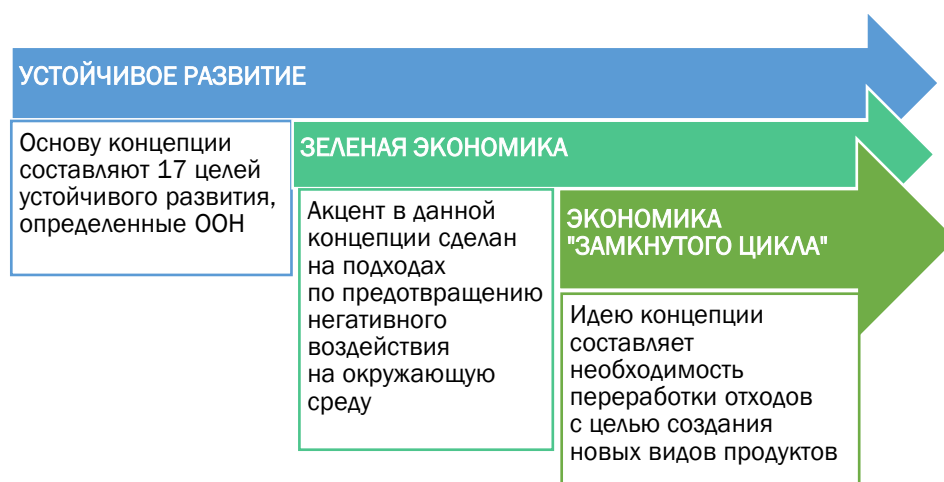 УСТОЙЧИВОЕ РАЗВИТИЕ
Основу концепции
составляют 17 целей
устойчивого развития,
определенные ООН
ЗЕЛЕНАЯ ЭКОНОМИКА
Акцент в данной
концепции сделан
на подходах
по предотвращению
негативного
воздействия
на окружающую
среду
ЭКОНОМИКА
"ЗАМКНУТОГО ЦИКЛА"
Идею концепции
составляет
необходимость
переработки отходов
с целью создания
новых видов продуктов